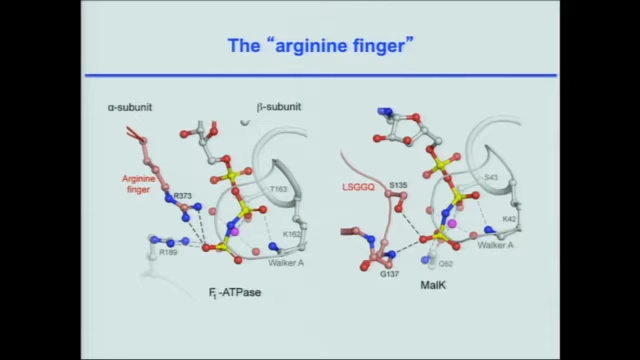 The “arginine finger”
α-subunit
β-subunit
Arginine
finger
R373
T163
K162
R189
Walker A
F1-ATPase
LSGGQ
S135
S43
K42
Walker A
Q82
G137
MalK